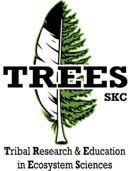 TREES
SKC
Tribal Research & Education
in Ecosystem Sciences